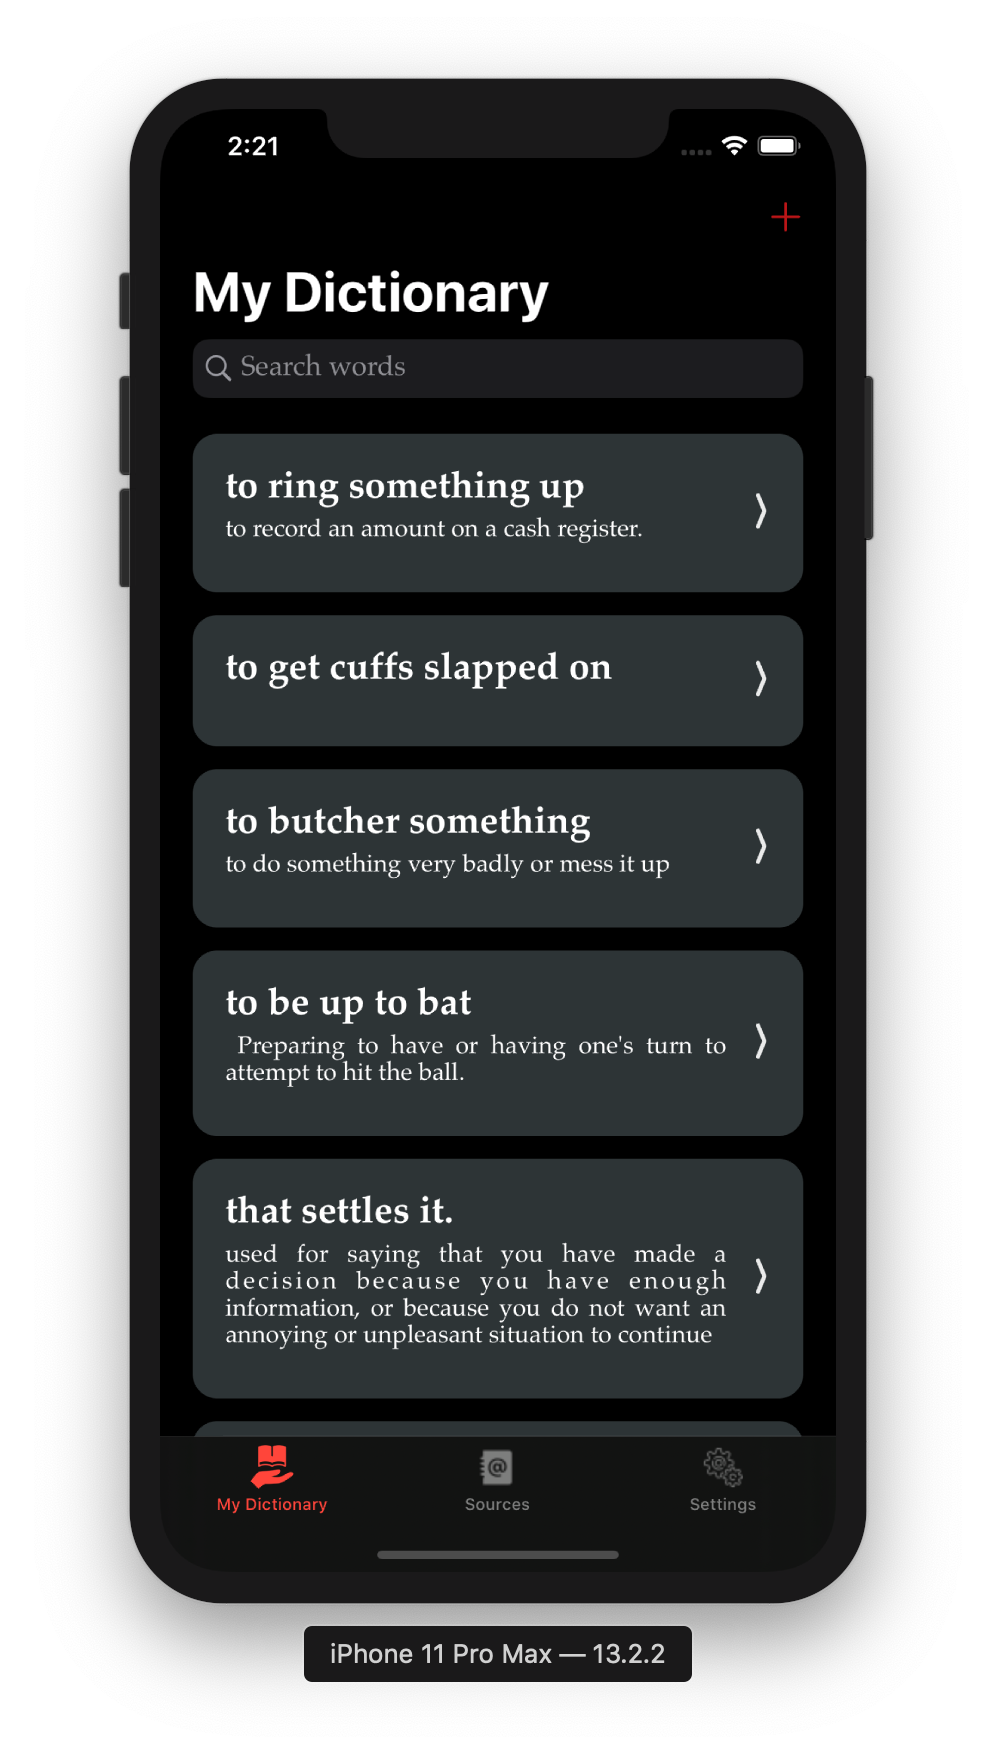 2:21
My Dictionary
Search words
to ring something up
to record an amount on a cash register.
to get cuffs slapped on
to butcher something
to do something very badly or mess it up
to be up to bat
Preparing to have or having one's turn to
attempt to hit the ball.
that settles it.
used for saying that you have made a
decision because you have enough
information, or because you do not want an
annoying or unpleasant situation to continue
My Dictionary
Sources
Settings
iPhone 11 Pro Max — 13.2.2